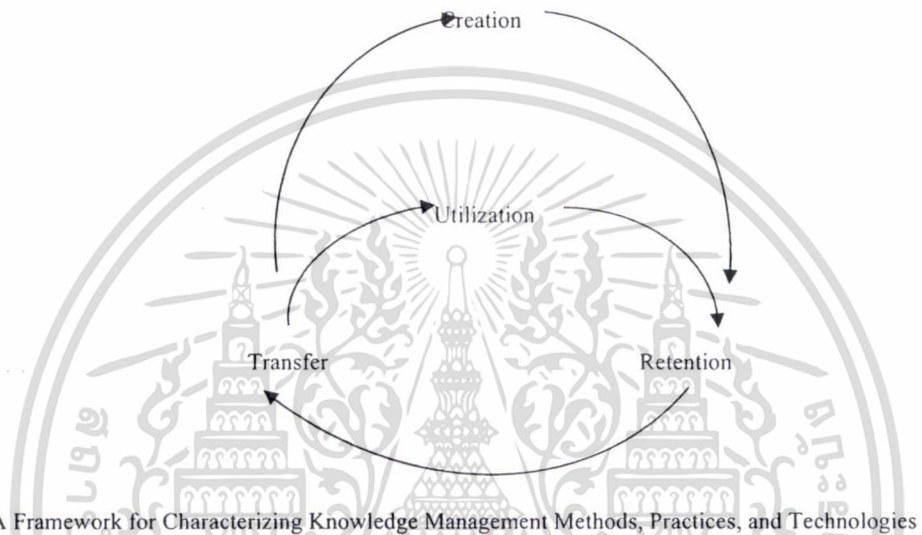 Creation
Utilization
Transfer
Retention
A Framework for Characterizing Knowledge Management Methods, Practices, and Technologies